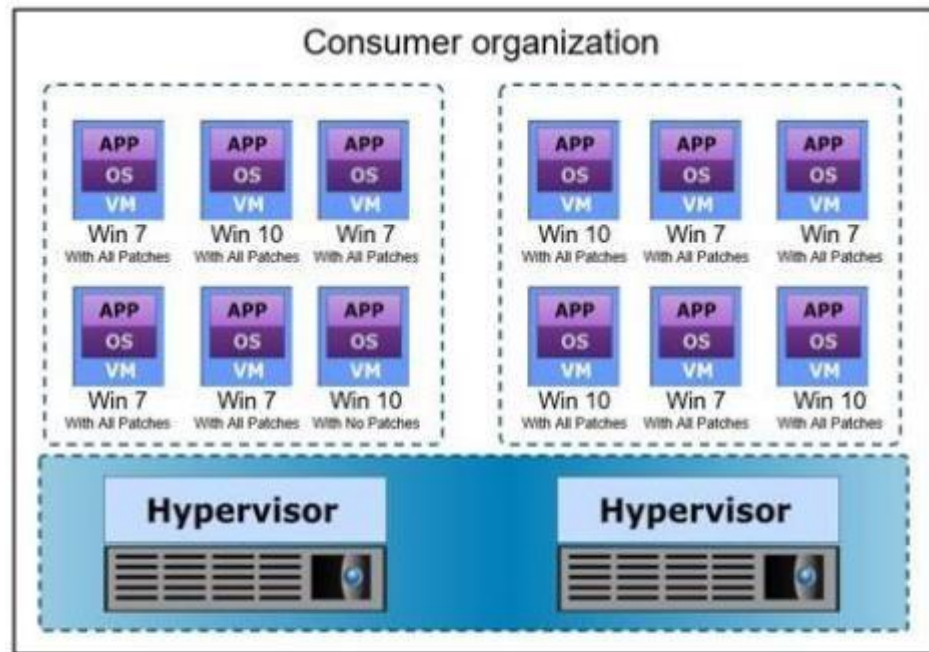 Consumer organization
APP APP APP APP APP APP
OS OS OS OS OS OS
VM VM VM VM VM VM
Win 7 Win 10 Win 7 Win 10 Win 7 Win 7
With All Patches With All Patches With All Patches With All Patches With All Patches With All Patches
APP APP APP APP APP APP
OS OS OS OS OS OS
VM VM VM VM VM VM
Win 7 Win 7 Win 10 Win 10 Win 7 Win 10
With All Patches With All Patches With No Patches With All Patches With All Patches With All Patches
Hypervisor Hypervisor